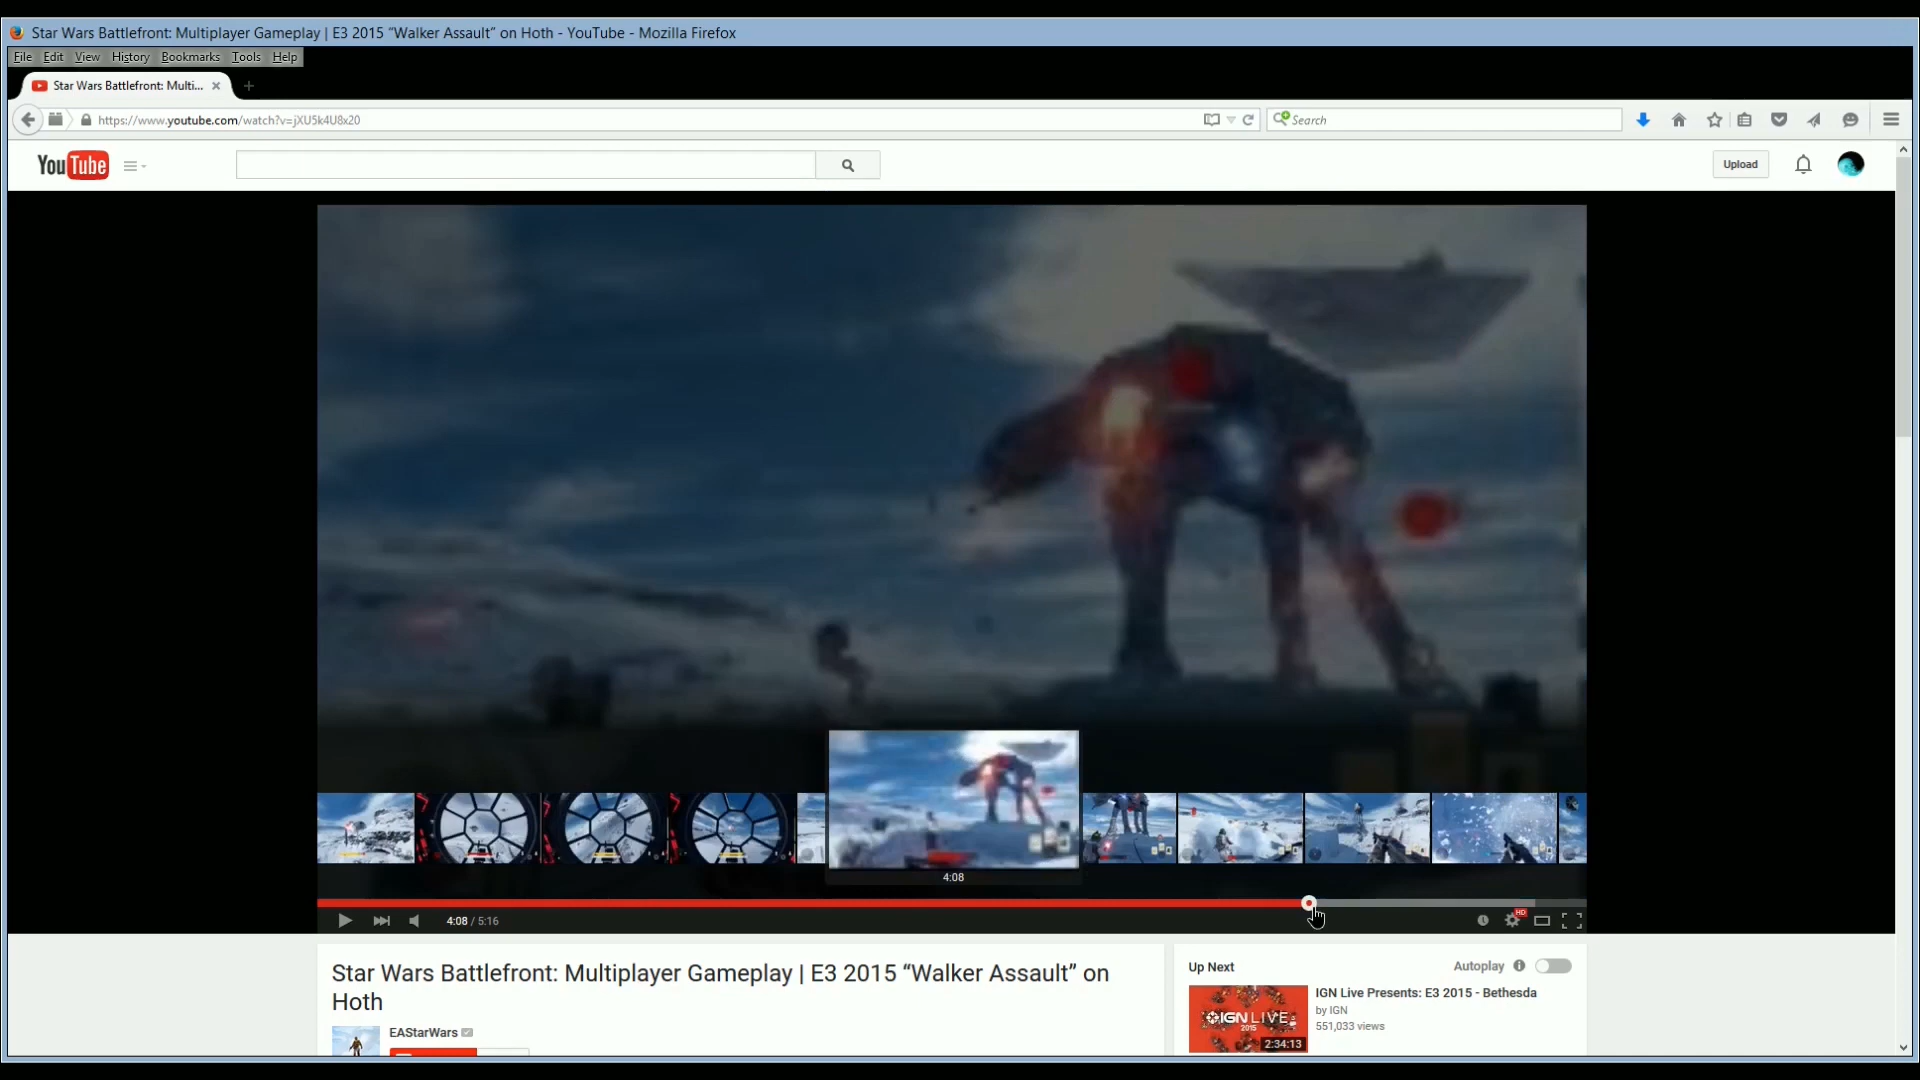 Star Wars Battlefront: Multiplayer Gameplay | E3 2015 “Walker Assault” on Hoth - YouTube - Mozilla Firefox
File Edit View History Bookmarks Tools Help
Star Wars Battlefront: Multi...
https://www.youtube.com/watch?v=jXU5k4U8x20
Search
YouTube
Upload
4:08
4:08 / 5:16
HD
Star Wars Battlefront: Multiplayer Gameplay | E3 2015 “Walker Assault” on
Hoth
EAStarWars
Up Next
Autoplay
IGN LIVE
2015
2:34:13
IGN Live Presents: E3 2015 - Bethesda
by IGN
551,033 views